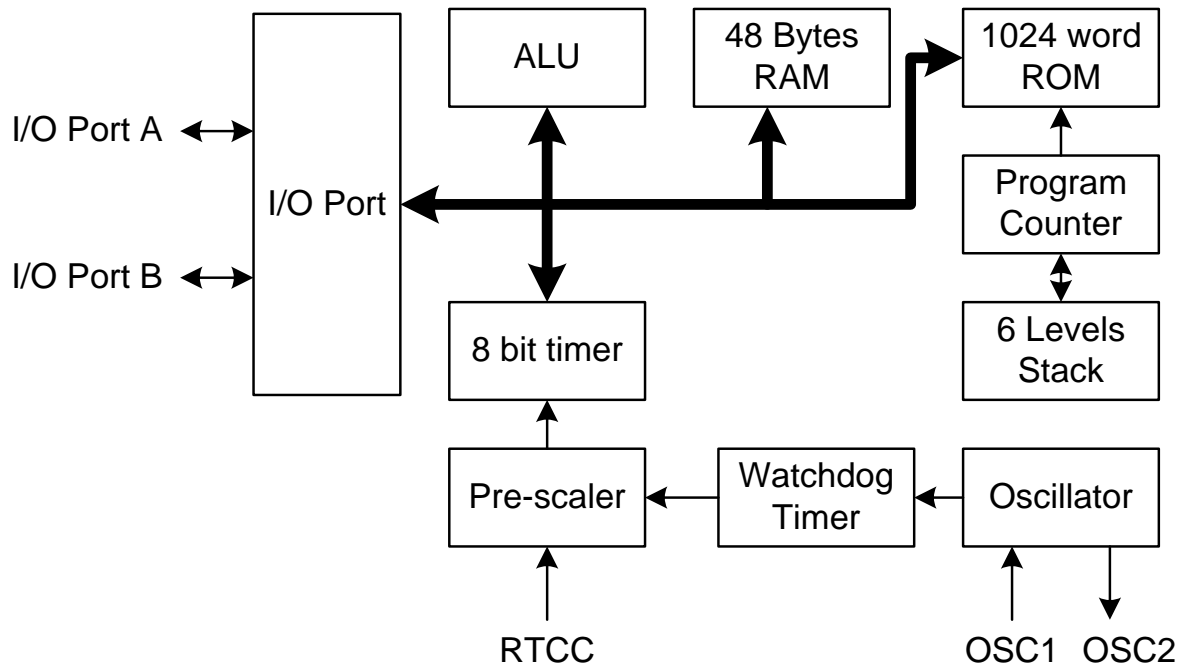 ALU
48 Bytes
RAM
1024 word
ROM
I/O Port A
I/O Port
I/O Port B
Program
Counter
8 bit timer
6 Levels
Stack
Pre-scaler
Watchdog
Timer
Oscillator
RTCC
OSC1
OSC2